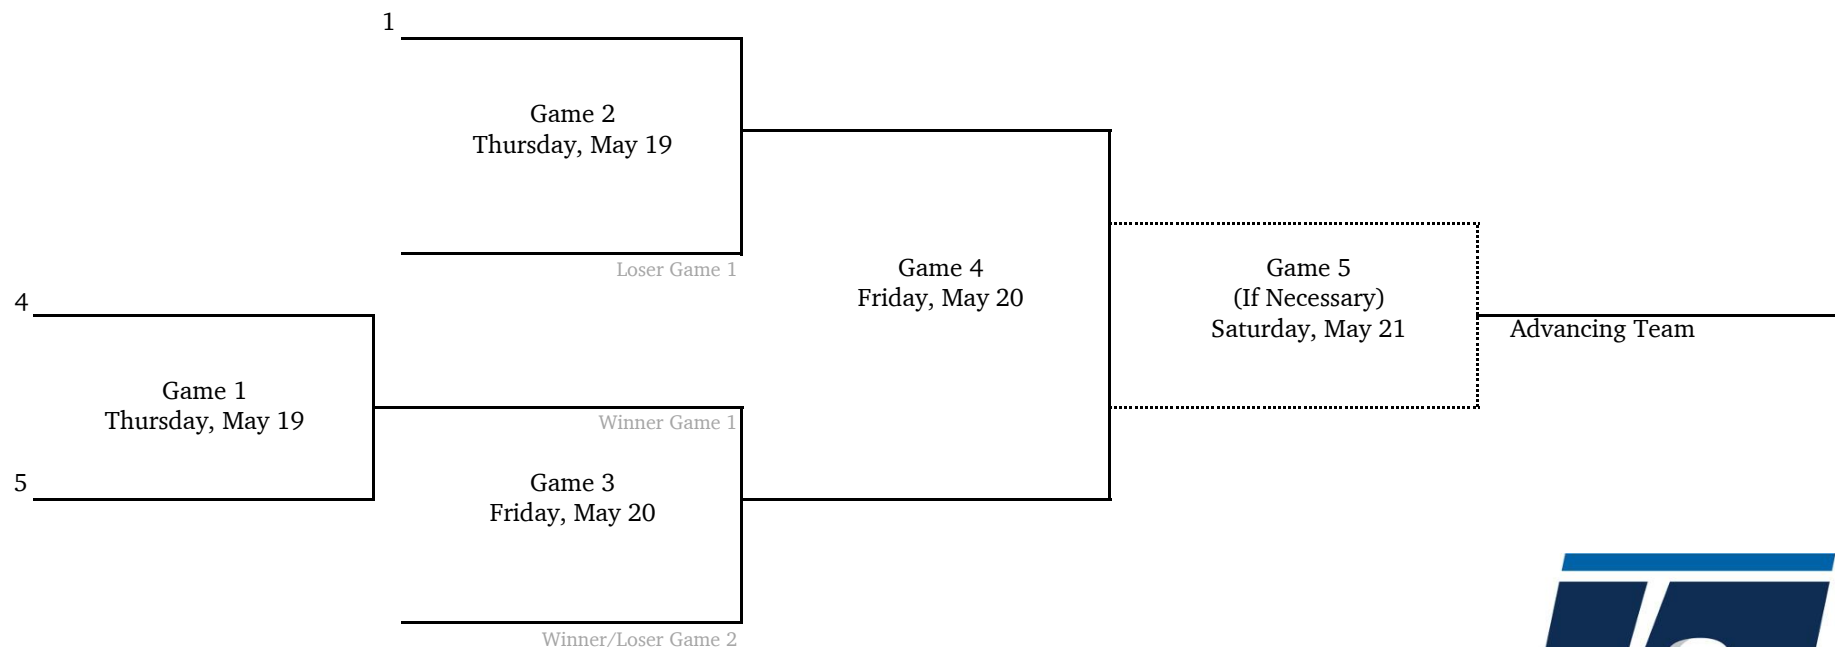 1
Game 2
Thursday, May 19
Loser Game 1
Game 4
Friday, May 20
Game 5
(If Necessary)
Saturday, May 21
Advancing Team
4
Game 1
Thursday, May 19
5
Winner Game 1
Game 3
Friday, May 20
Winner/Loser Game 2